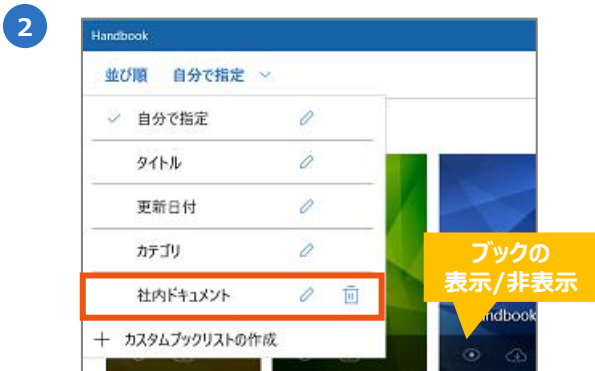 2
Handbook
並び順 自分で指定
自分で指定
タイトル
更新日付
カテゴリ
社内ドキュメント
カスタムブックリストの作成
ブックの
表示/非表示
ndbook